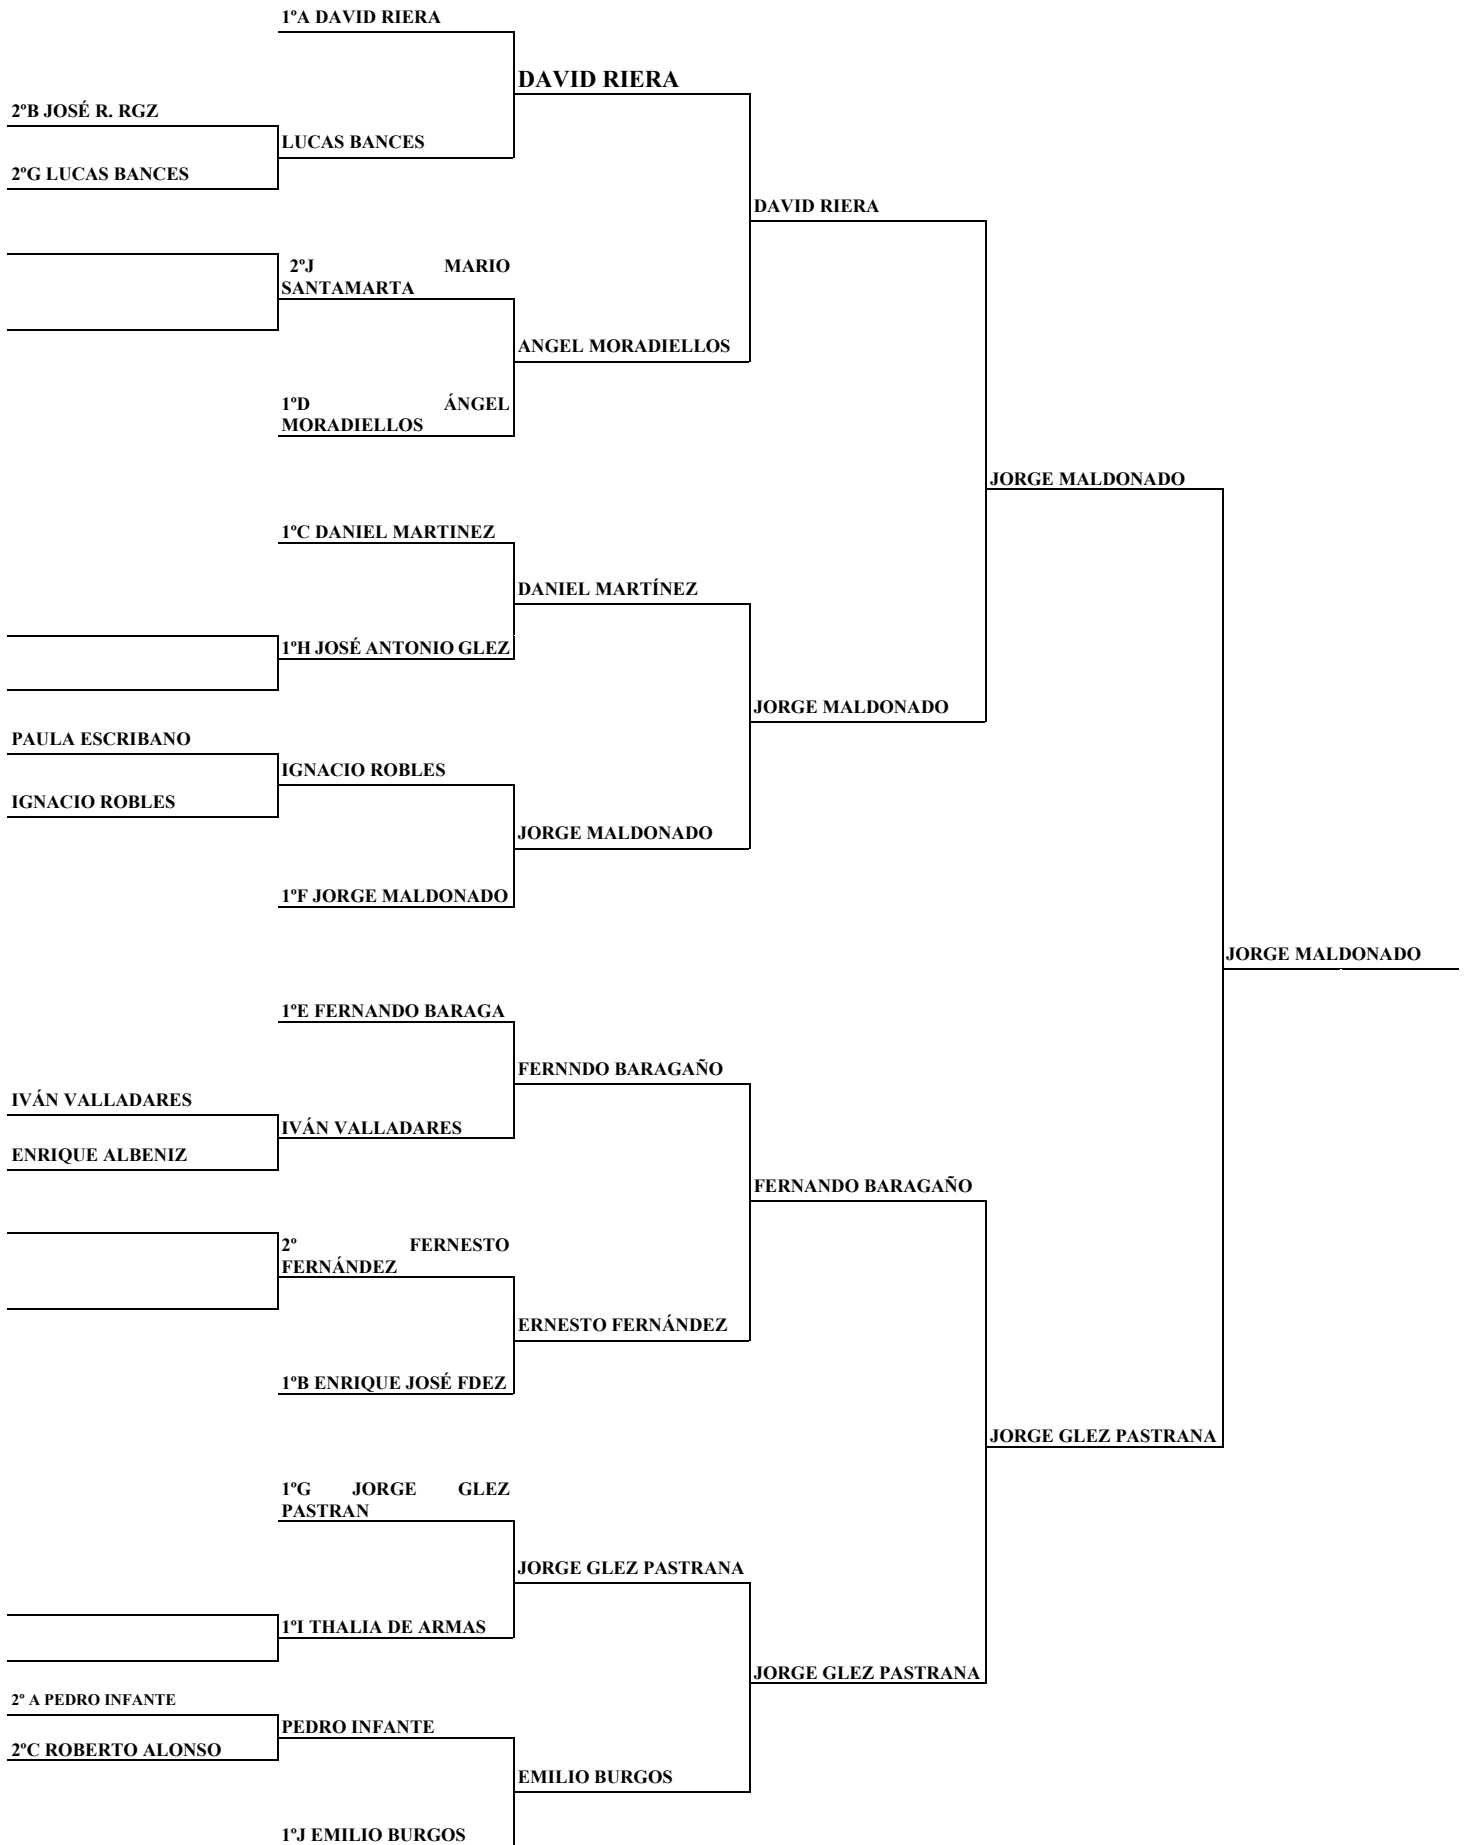 1ºA DAVID RIERA
DAVID RIERA
2ºB JOSÉ R. RGZ
LUCAS BANCES
2ºG LUCAS BANCES
DAVID RIERA
2ºJ MARIO
SANTAMARTA
ANGEL MORADIELLOS
1ºD ÁNGEL
MORADIELLOS
JORGE MALDONADO
1ºC DANIEL MARTINEZ
DANIEL MARTÍNEZ
1ºH JOSÉ ANTONIO GLEZ
JORGE MALDONADO
PAULA ESCRIBANO
IGNACIO ROBLES
IGNACIO ROBLES
JORGE MALDONADO
1ºF JORGE MALDONADO
JORGE MALDONADO
1ºE FERNANDO BARAGA
FERNNDO BARAGAÑO
IVÁN VALLADARES
IVÁN VALLADARES
ENRIQUE ALBENIZ
FERNANDO BARAGAÑO
2º FERNESTO
FERNÁNDEZ
ERNESTO FERNÁNDEZ
1ºB ENRIQUE JOSÉ FDEZ
JORGE GLEZ PASTRANA
1ºG JORGE GLEZ
PASTRAN
JORGE GLEZ PASTRANA
1ºI THALIA DE ARMAS
JORGE GLEZ PASTRANA
2º A PEDRO INFANTE
PEDRO INFANTE
2ºC ROBERTO ALONSO
EMILIO BURGOS
1ºJ EMILIO BURGOS